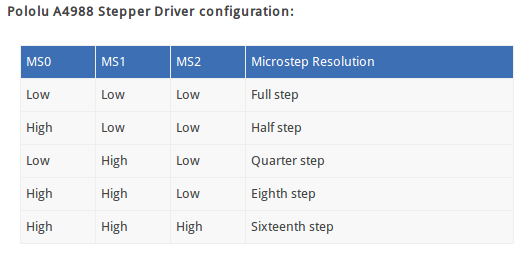 Pololu A4988 Stepper Driver configuration:
MS0 MS1 MS2 Microstep Resolution
Low Low Low Full step
High Low Low Half step
Low High Low Quarter step
High High Low Eighth step
High High High Sixteenth step